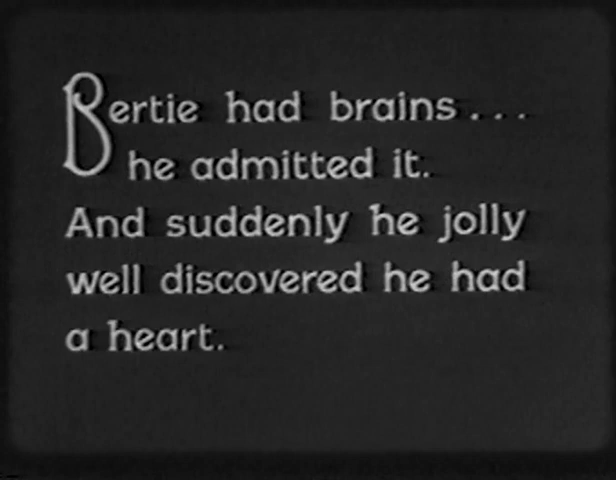 Bertie had brains...
he admitted it.
And suddenly he jolly
well discovered he had
a heart.